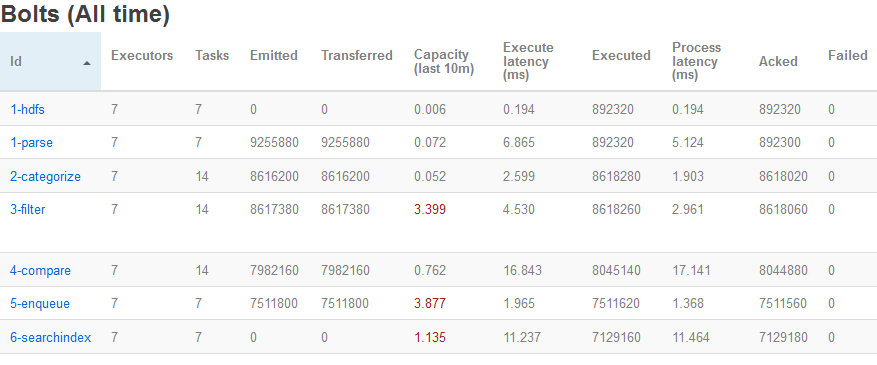 Bolts (All time)
Id Executors Tasks Emitted Transferred Capacity (last 10m) Execute latency (ms) Executed Process latency (ms) Acked Failed
1-hdfs 7 7 0 0 0.006 0.194 892320 0.194 892320 0
1-parse 7 7 9255880 9255880 0.072 6.865 892320 5.124 892300 0
2-categorize 7 14 8616200 8616200 0.052 2.599 8618280 1.903 8618020 0
3-filter 7 14 8617380 8617380 3.399 4.530 8618260 2.961 8618060 0
4-compare 7 14 7982160 7982160 0.762 16.843 8045140 17.141 8044880 0
5-enqueue 7 7 7511800 7511800 3.877 1.965 7511620 1.368 7511560 0
6-searchindex 7 7 0 0 1.135 11.237 7129160 11.464 7129180 0